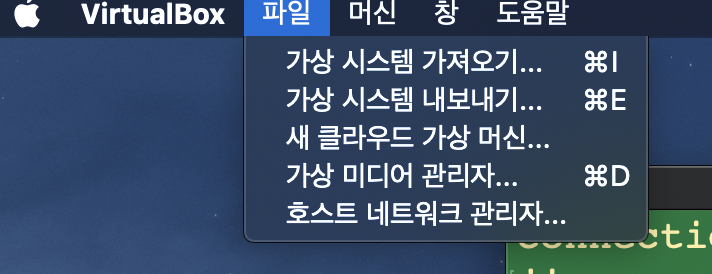 VirtualBox 파일 머신 창 도움말
가상 시스템 가져오기... ⌘I
가상 시스템 내보내기... ⌘E
새 클라우드 가상 머신...
가상 미디어 관리자... ⌘D
호스트 네트워크 관리자...